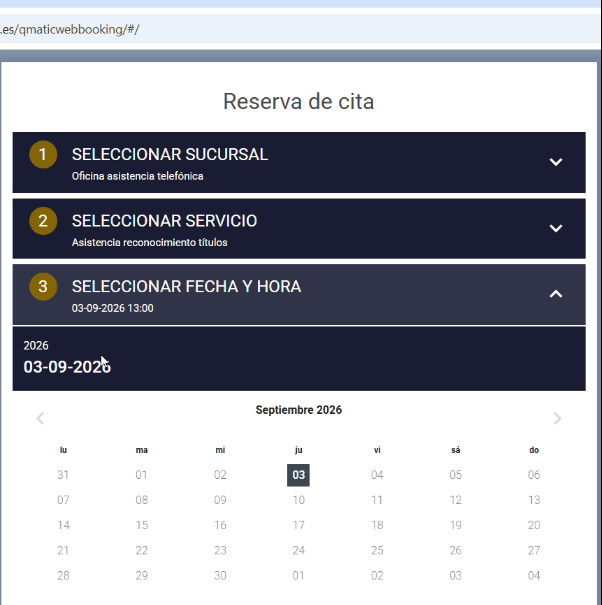 .es/qmaticwebbooking/#/
Reserva de cita
1 SELECCIONAR SUCURSAL
Oficina asistencia telefónica
2 SELECCIONAR SERVICIO
Asistencia reconocimiento títulos
3 SELECCIONAR FECHA Y HORA
03-09-2026 13:00
2026
03-09-2026
Septiembre 2026
lu ma mi ju vi sá do
31 01 02 03 04 05 06
07 08 09 10 11 12 13
14 15 16 17 18 19 20
21 22 23 24 25 26 27
28 29 30 01 02 03 04